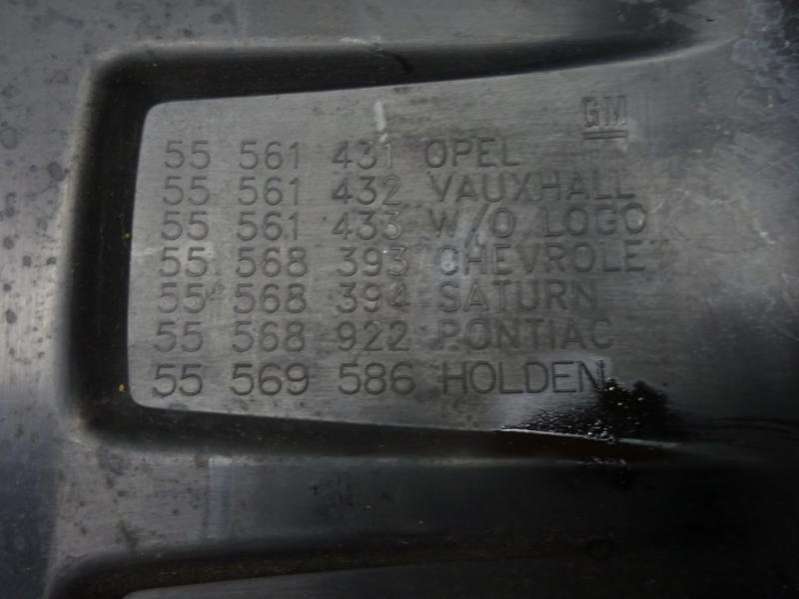 GM
55 561 431 OPEL
55 561 432 VAUXHALL
55 561 433 W/O LOGO
55 568 393 CHEVROLET
55 568 394 SATURN
55 568 922 PONTIAC
55 569 586 HOLDEN